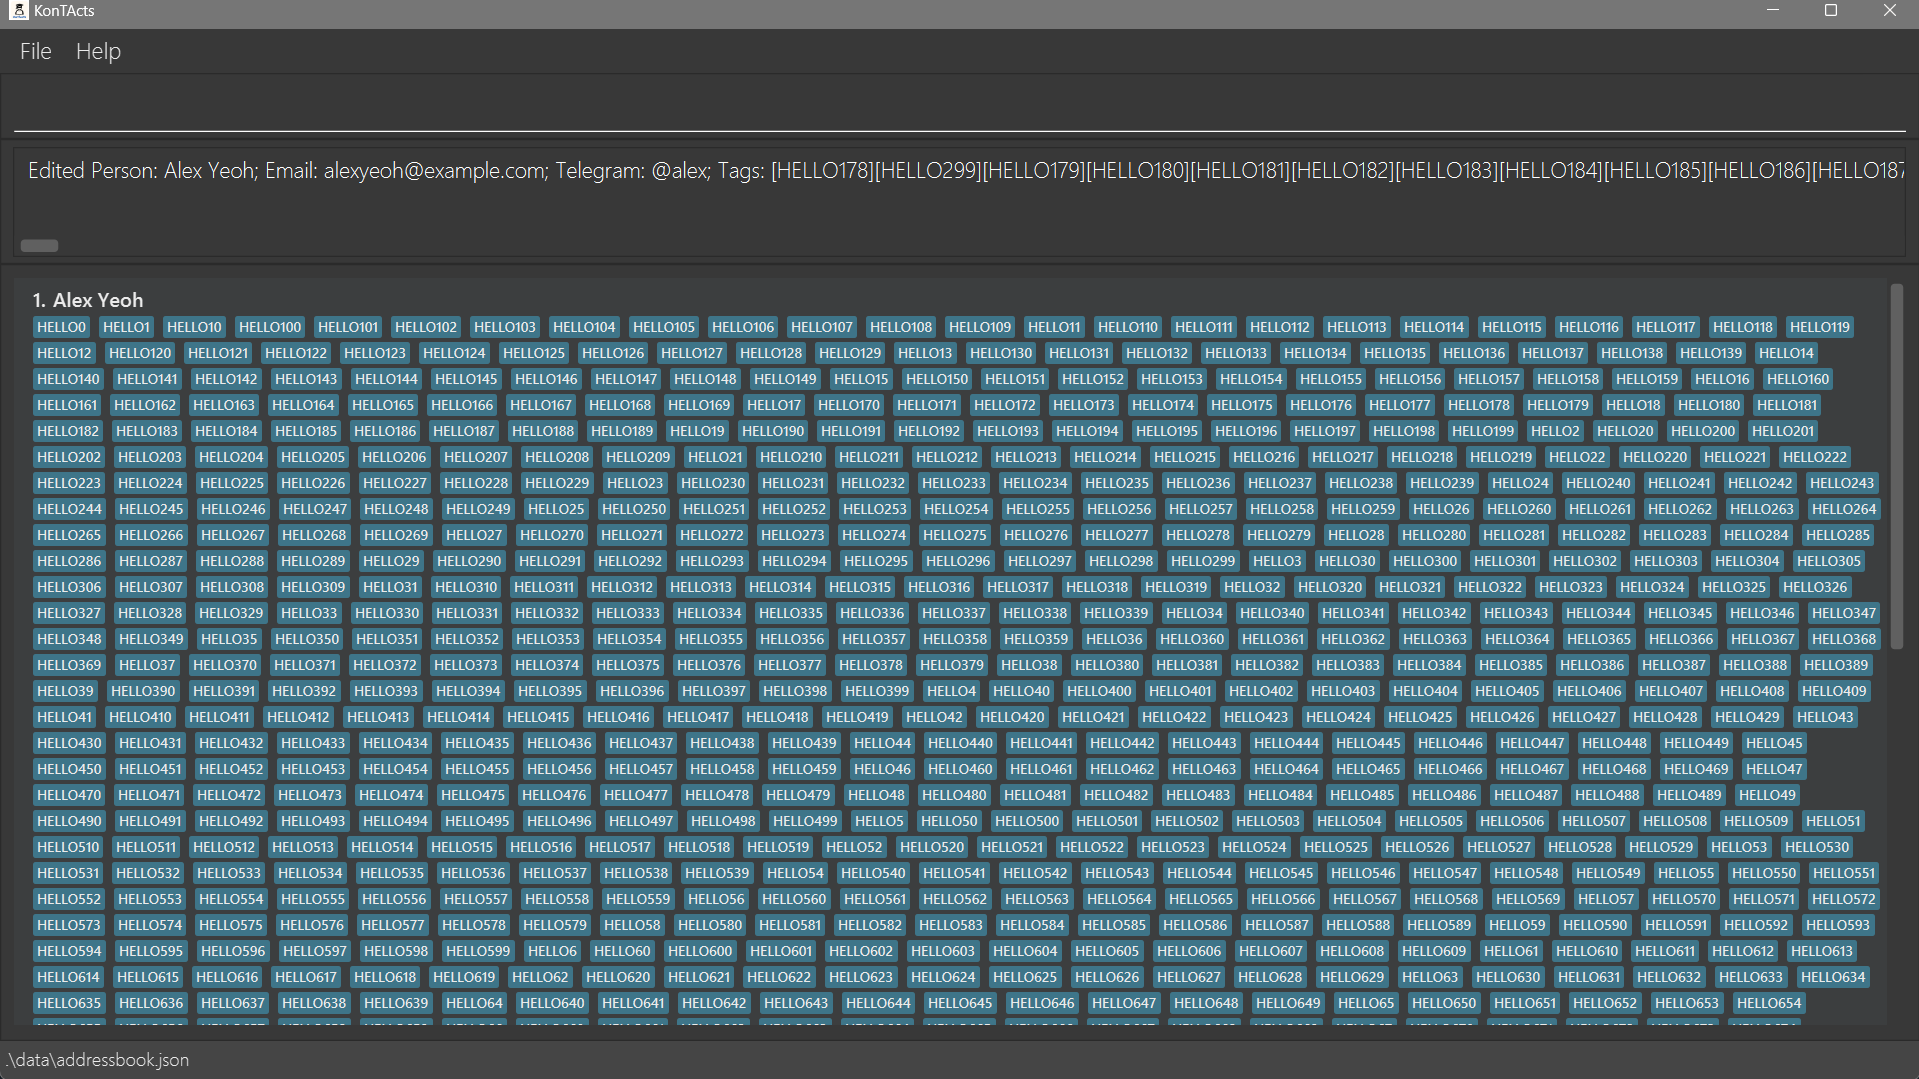 KonTActs
File Help
Edited Person: Alex Yeoh; Email: alexyeoh@example.com; Telegram: @alex; Tags: [HELLO178][HELLO299][HELLO179][HELLO180][HELLO181][HELLO182][HELLO183][HELLO184][HELLO185][HELLO186][HELLO187
1. Alex Yeoh
HELLO0 HELLO1 HELLO10 HELLO100 HELLO101 HELLO102 HELLO103 HELLO104 HELLO105 HELLO106 HELLO107 HELLO108 HELLO109 HELLO11 HELLO110 HELLO111 HELLO112 HELLO113 HELLO114 HELLO115 HELLO116 HELLO117 HELLO118 HELLO119
HELLO12 HELLO120 HELLO121 HELLO122 HELLO123 HELLO124 HELLO125 HELLO126 HELLO127 HELLO128 HELLO129 HELLO13 HELLO130 HELLO131 HELLO132 HELLO133 HELLO134 HELLO135 HELLO136 HELLO137 HELLO138 HELLO139 HELLO14
HELLO140 HELLO141 HELLO142 HELLO143 HELLO144 HELLO145 HELLO146 HELLO147 HELLO148 HELLO149 HELLO15 HELLO150 HELLO151 HELLO152 HELLO153 HELLO154 HELLO155 HELLO156 HELLO157 HELLO158 HELLO159 HELLO16 HELLO160
HELLO161 HELLO162 HELLO163 HELLO164 HELLO165 HELLO166 HELLO167 HELLO168 HELLO169 HELLO17 HELLO170 HELLO171 HELLO172 HELLO173 HELLO174 HELLO175 HELLO176 HELLO177 HELLO178 HELLO179 HELLO18 HELLO180 HELLO181
HELLO182 HELLO183 HELLO184 HELLO185 HELLO186 HELLO187 HELLO188 HELLO189 HELLO19 HELLO190 HELLO191 HELLO192 HELLO193 HELLO194 HELLO195 HELLO196 HELLO197 HELLO198 HELLO199 HELLO2 HELLO20 HELLO200 HELLO201
HELLO202 HELLO203 HELLO204 HELLO205 HELLO206 HELLO207 HELLO208 HELLO209 HELLO21 HELLO210 HELLO211 HELLO212 HELLO213 HELLO214 HELLO215 HELLO216 HELLO217 HELLO218 HELLO219 HELLO22 HELLO220 HELLO221 HELLO222
HELLO223 HELLO224 HELLO225 HELLO226 HELLO227 HELLO228 HELLO229 HELLO23 HELLO230 HELLO231 HELLO232 HELLO233 HELLO234 HELLO235 HELLO236 HELLO237 HELLO238 HELLO239 HELLO24 HELLO240 HELLO241 HELLO242 HELLO243
HELLO244 HELLO245 HELLO246 HELLO247 HELLO248 HELLO249 HELLO25 HELLO250 HELLO251 HELLO252 HELLO253 HELLO254 HELLO255 HELLO256 HELLO257 HELLO258 HELLO259 HELLO26 HELLO260 HELLO261 HELLO262 HELLO263 HELLO264
HELLO265 HELLO266 HELLO267 HELLO268 HELLO269 HELLO27 HELLO270 HELLO271 HELLO272 HELLO273 HELLO274 HELLO275 HELLO276 HELLO277 HELLO278 HELLO279 HELLO28 HELLO280 HELLO281 HELLO282 HELLO283 HELLO284 HELLO285
HELLO286 HELLO287 HELLO288 HELLO289 HELLO29 HELLO290 HELLO291 HELLO292 HELLO293 HELLO294 HELLO295 HELLO296 HELLO297 HELLO298 HELLO299 HELLO3 HELLO30 HELLO300 HELLO301 HELLO302 HELLO303 HELLO304 HELLO305
HELLO306 HELLO307 HELLO308 HELLO309 HELLO31 HELLO310 HELLO311 HELLO312 HELLO313 HELLO314 HELLO315 HELLO316 HELLO317 HELLO318 HELLO319 HELLO32 HELLO320 HELLO321 HELLO322 HELLO323 HELLO324 HELLO325 HELLO326
HELLO327 HELLO328 HELLO329 HELLO33 HELLO330 HELLO331 HELLO332 HELLO333 HELLO334 HELLO335 HELLO336 HELLO337 HELLO338 HELLO339 HELLO34 HELLO340 HELLO341 HELLO342 HELLO343 HELLO344 HELLO345 HELLO346 HELLO347
HELLO348 HELLO349 HELLO35 HELLO350 HELLO351 HELLO352 HELLO353 HELLO354 HELLO355 HELLO356 HELLO357 HELLO358 HELLO359 HELLO36 HELLO360 HELLO361 HELLO362 HELLO363 HELLO364 HELLO365 HELLO366 HELLO367 HELLO368
HELLO369 HELLO37 HELLO370 HELLO371 HELLO372 HELLO373 HELLO374 HELLO375 HELLO376 HELLO377 HELLO378 HELLO379 HELLO38 HELLO380 HELLO381 HELLO382 HELLO383 HELLO384 HELLO385 HELLO386 HELLO387 HELLO388 HELLO389
HELLO39 HELLO390 HELLO391 HELLO392 HELLO393 HELLO394 HELLO395 HELLO396 HELLO397 HELLO398 HELLO399 HELLO4 HELLO40 HELLO400 HELLO401 HELLO402 HELLO403 HELLO404 HELLO405 HELLO406 HELLO407 HELLO408 HELLO409
HELLO41 HELLO410 HELLO411 HELLO412 HELLO413 HELLO414 HELLO415 HELLO416 HELLO417 HELLO418 HELLO419 HELLO42 HELLO420 HELLO421 HELLO422 HELLO423 HELLO424 HELLO425 HELLO426 HELLO427 HELLO428 HELLO429 HELLO43
HELLO430 HELLO431 HELLO432 HELLO433 HELLO434 HELLO435 HELLO436 HELLO437 HELLO438 HELLO439 HELLO44 HELLO440 HELLO441 HELLO442 HELLO443 HELLO444 HELLO445 HELLO446 HELLO447 HELLO448 HELLO449 HELLO45
HELLO450 HELLO451 HELLO452 HELLO453 HELLO454 HELLO455 HELLO456 HELLO457 HELLO458 HELLO459 HELLO46 HELLO460 HELLO461 HELLO462 HELLO463 HELLO464 HELLO465 HELLO466 HELLO467 HELLO468 HELLO469 HELLO47
HELLO470 HELLO471 HELLO472 HELLO473 HELLO474 HELLO475 HELLO476 HELLO477 HELLO478 HELLO479 HELLO48 HELLO480 HELLO481 HELLO482 HELLO483 HELLO484 HELLO485 HELLO486 HELLO487 HELLO488 HELLO489 HELLO49
HELLO490 HELLO491 HELLO492 HELLO493 HELLO494 HELLO495 HELLO496 HELLO497 HELLO498 HELLO499 HELLO5 HELLO50 HELLO500 HELLO501 HELLO502 HELLO503 HELLO504 HELLO505 HELLO506 HELLO507 HELLO508 HELLO509 HELLO51
HELLO510 HELLO511 HELLO512 HELLO513 HELLO514 HELLO515 HELLO516 HELLO517 HELLO518 HELLO519 HELLO52 HELLO520 HELLO521 HELLO522 HELLO523 HELLO524 HELLO525 HELLO526 HELLO527 HELLO528 HELLO529 HELLO53 HELLO530
HELLO531 HELLO532 HELLO533 HELLO534 HELLO535 HELLO536 HELLO537 HELLO538 HELLO539 HELLO54 HELLO540 HELLO541 HELLO542 HELLO543 HELLO544 HELLO545 HELLO546 HELLO547 HELLO548 HELLO549 HELLO55 HELLO550 HELLO551
HELLO552 HELLO553 HELLO554 HELLO555 HELLO556 HELLO557 HELLO558 HELLO559 HELLO56 HELLO560 HELLO561 HELLO562 HELLO563 HELLO564 HELLO565 HELLO566 HELLO567 HELLO568 HELLO569 HELLO57 HELLO570 HELLO571 HELLO572
HELLO573 HELLO574 HELLO575 HELLO576 HELLO577 HELLO578 HELLO579 HELLO58 HELLO580 HELLO581 HELLO582 HELLO583 HELLO584 HELLO585 HELLO586 HELLO587 HELLO588 HELLO589 HELLO59 HELLO590 HELLO591 HELLO592 HELLO593
HELLO594 HELLO595 HELLO596 HELLO597 HELLO598 HELLO599 HELLO6 HELLO60 HELLO600 HELLO601 HELLO602 HELLO603 HELLO604 HELLO605 HELLO606 HELLO607 HELLO608 HELLO609 HELLO61 HELLO610 HELLO611 HELLO612 HELLO613
HELLO614 HELLO615 HELLO616 HELLO617 HELLO618 HELLO619 HELLO62 HELLO620 HELLO621 HELLO622 HELLO623 HELLO624 HELLO625 HELLO626 HELLO627 HELLO628 HELLO629 HELLO63 HELLO630 HELLO631 HELLO632 HELLO633 HELLO634
HELLO635 HELLO636 HELLO637 HELLO638 HELLO639 HELLO64 HELLO640 HELLO641 HELLO642 HELLO643 HELLO644 HELLO645 HELLO646 HELLO647 HELLO648 HELLO649 HELLO65 HELLO650 HELLO651 HELLO652 HELLO653 HELLO654
.\data\addressbook.json